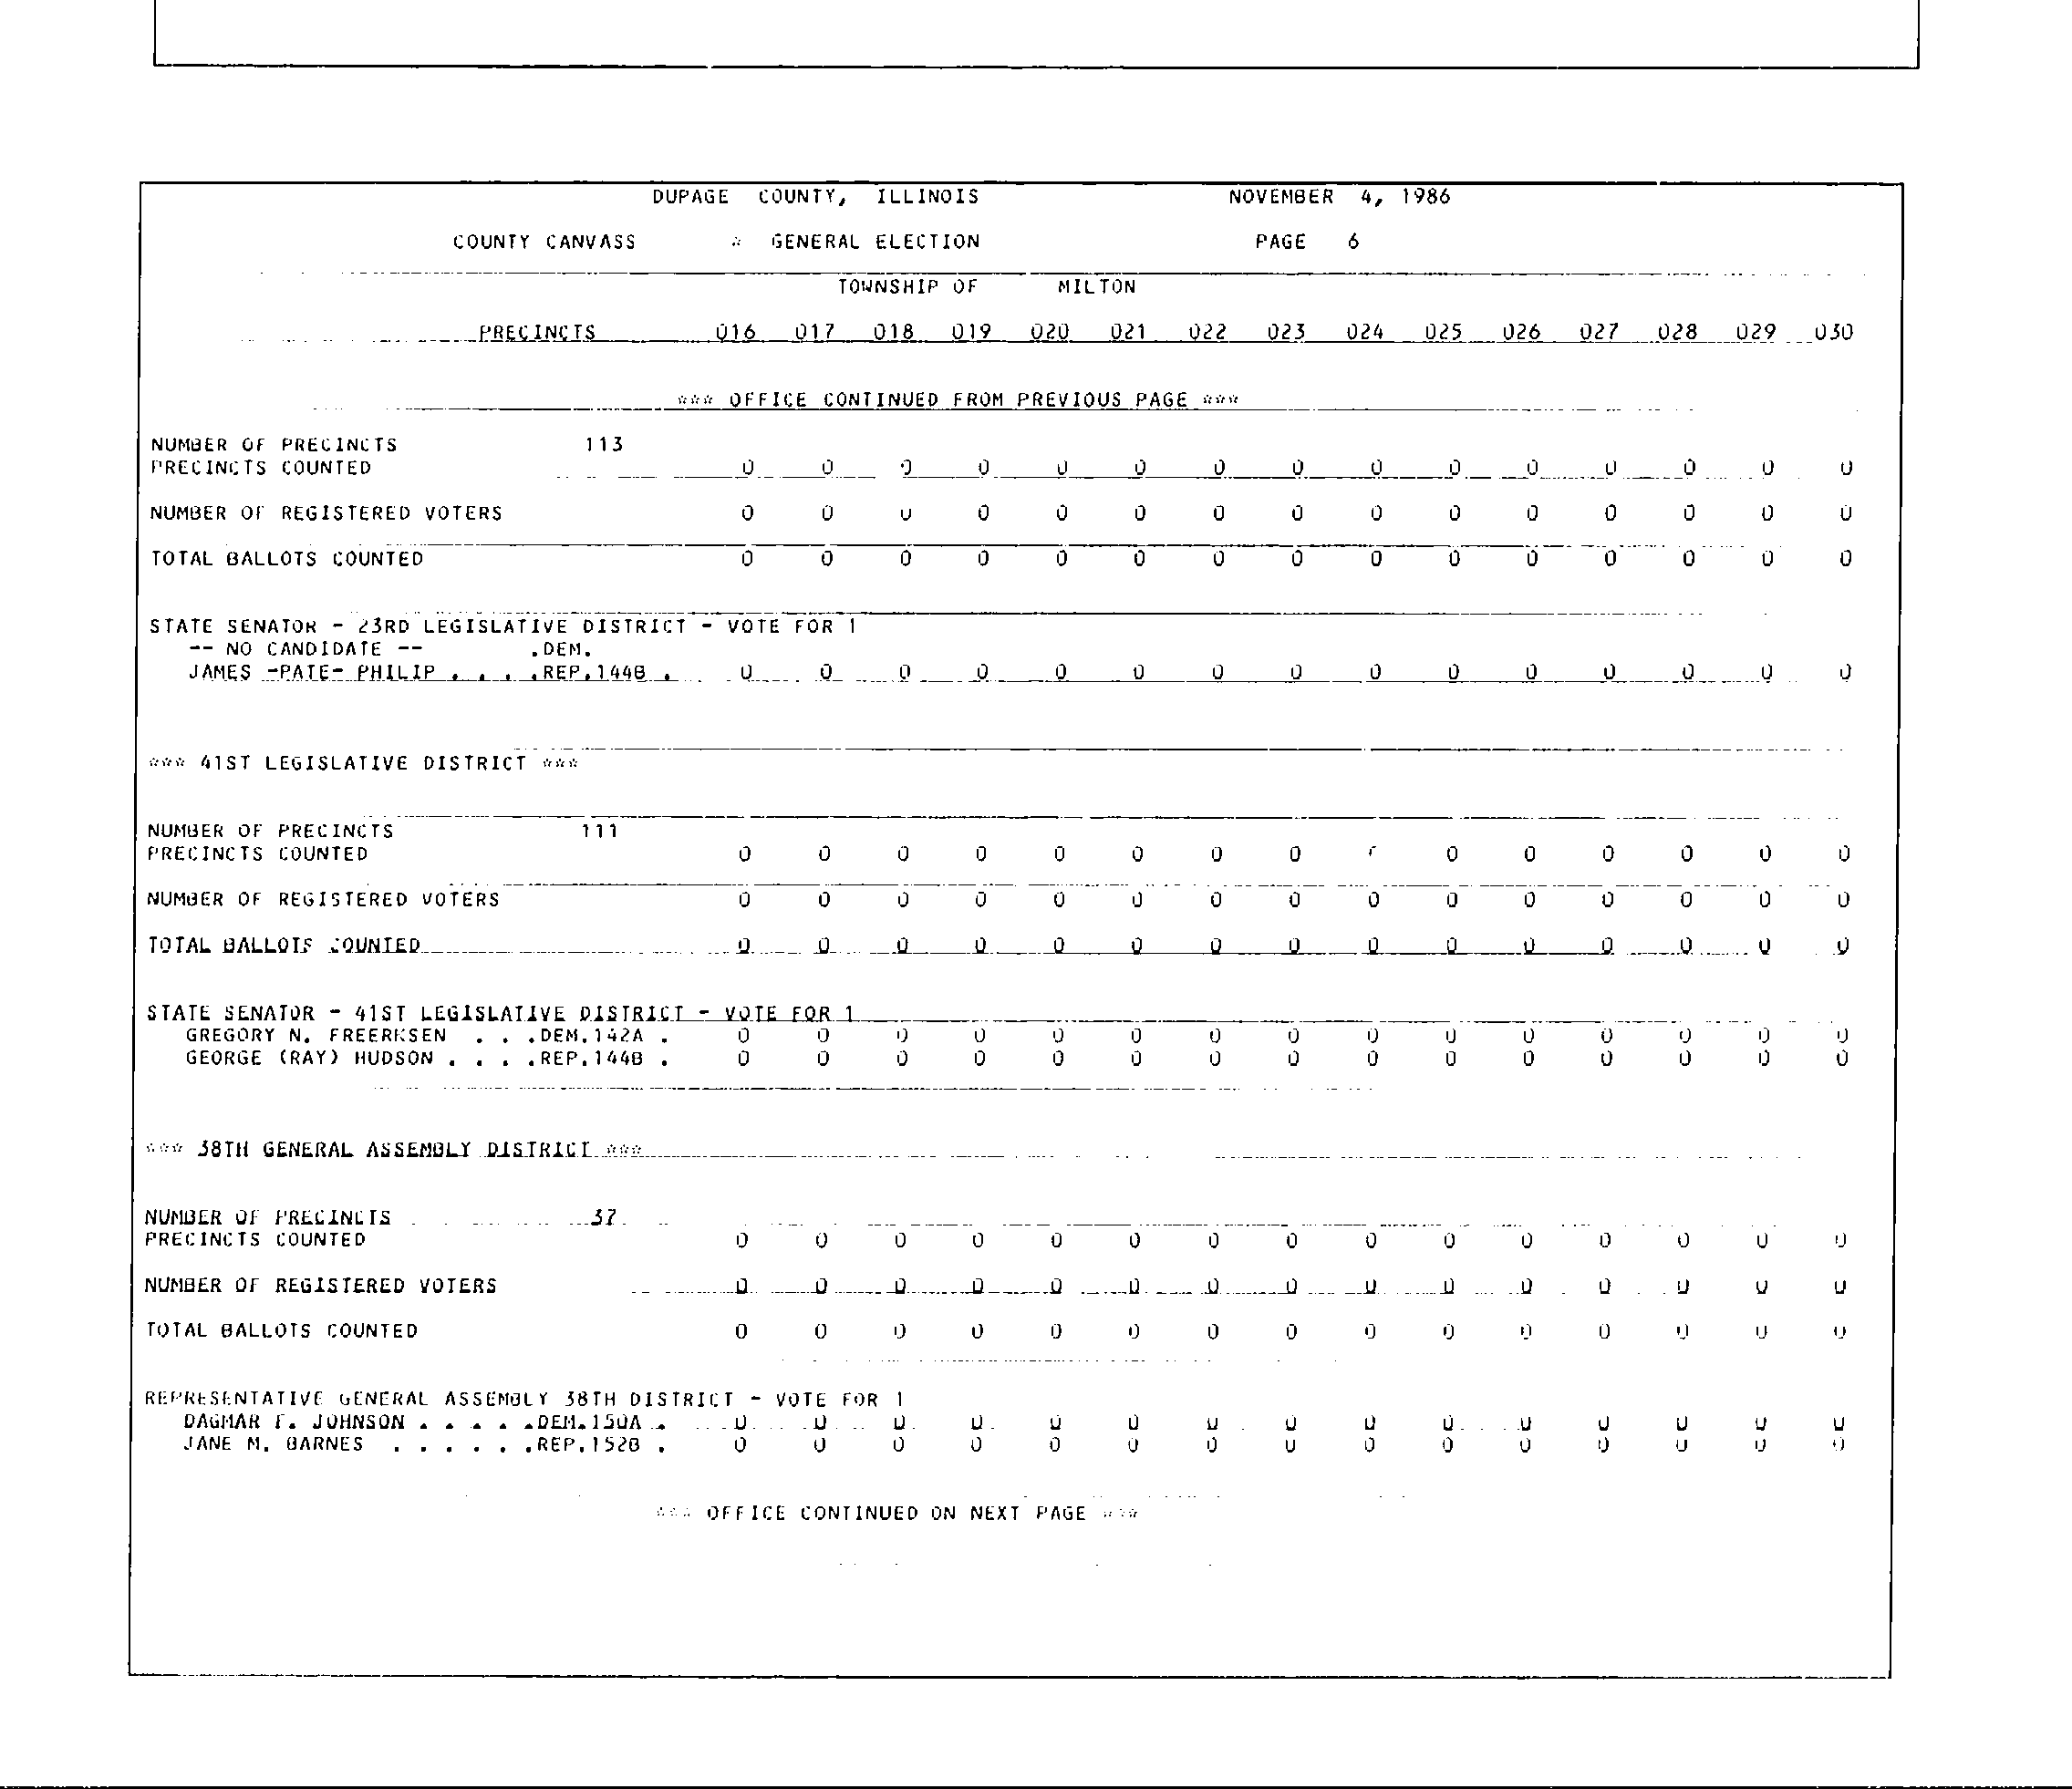 DUPAGE COUNTY, ILLINOIS NOVEMBER 4, 1986
COUNTY CANVASS * GENERAL ELECTION PAGE 6
TOWNSHIP OF MILTON
PRECINCTS 016 017 018 019 020 021 022 023 024 025 026 027 028 029 030
*** OFFICE CONTINUED FROM PREVIOUS PAGE ***
NUMBER OF PRECINCTS 113
PRECINCTS COUNTED 0 0 0 0 0 0 0 0 0 0 0 0 0 0 0
NUMBER OF REGISTERED VOTERS 0 0 0 0 0 0 0 0 0 0 0 0 0 0 0
TOTAL BALLOTS COUNTED 0 0 0 0 0 0 0 0 0 0 0 0 0 0 0
STATE SENATOR - 23RD LEGISLATIVE DISTRICT - VOTE FOR 1
-- NO CANDIDATE -- .DEM.
JAMES -PATE- PHILIP . . . .REP.144B . 0 0 0 0 0 0 0 0 0 0 0 0 0 0 0
*** 41ST LEGISLATIVE DISTRICT ***
NUMBER OF PRECINCTS 111
PRECINCTS COUNTED 0 0 0 0 0 0 0 0 0 0 0 0 0 0
NUMBER OF REGISTERED VOTERS 0 0 0 0 0 0 0 0 0 0 0 0 0 0 0
TOTAL BALLOTS COUNTED 0 0 0 0 0 0 0 0 0 0 0 0 0 0 0
STATE SENATOR - 41ST LEGISLATIVE DISTRICT - VOTE FOR 1
GREGORY N. FREERKSEN . . .DEM.142A . 0 0 0 0 0 0 0 0 0 0 0 0 0 0 0
GEORGE (RAY) HUDSON . . . .REP.144B . 0 0 0 0 0 0 0 0 0 0 0 0 0 0 0
*** 38TH GENERAL ASSEMBLY DISTRICT ***
NUMBER OF PRECINCTS 37
PRECINCTS COUNTED 0 0 0 0 0 0 0 0 0 0 0 0 0 0 0
NUMBER OF REGISTERED VOTERS 0 0 0 0 0 0 0 0 0 0 0 0 0 0 0
TOTAL BALLOTS COUNTED 0 0 0 0 0 0 0 0 0 0 0 0 0 0 0
REPRESENTATIVE GENERAL ASSEMBLY 38TH DISTRICT - VOTE FOR 1
DAGMAR F. JOHNSON . . . . .DEM.150A . 0 0 0 0 0 0 0 0 0 0 0 0 0 0 0
JANE M. BARNES . . . . . .REP.152B . 0 0 0 0 0 0 0 0 0 0 0 0 0 0 0
*** OFFICE CONTINUED ON NEXT PAGE ***